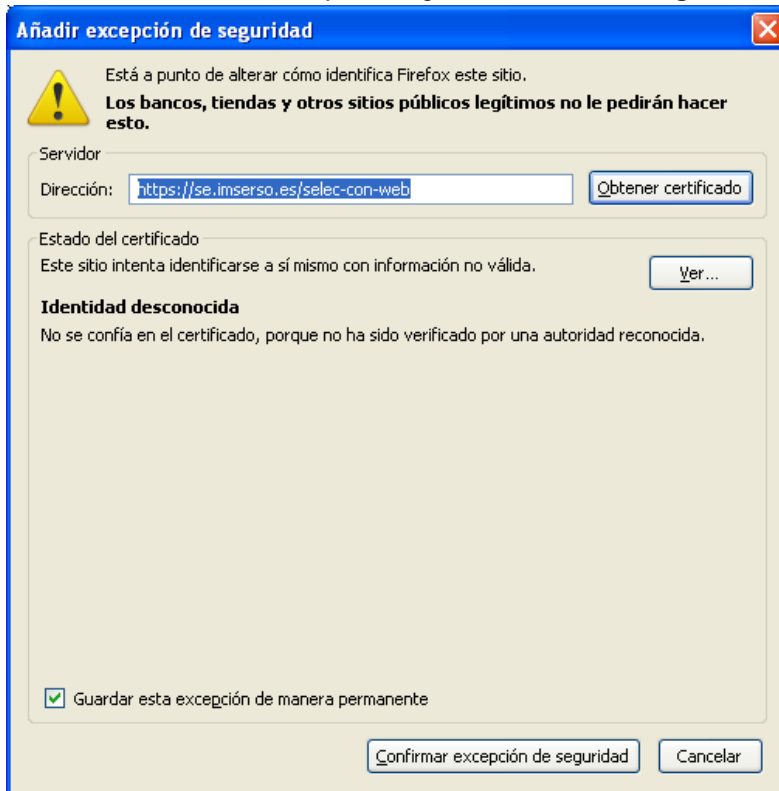 Añadir excepción de seguridad
Está a punto de alterar cómo identifica Firefox este sitio.
Los bancos, tiendas y otros sitios públicos legítimos no le pedirán hacer
esto.
Servidor
Dirección: https://se.imserso.es/selec-con-web Obtener certificado
Estado del certificado
Este sitio intenta identificarse a sí mismo con información no válida. Ver...
Identidad desconocida
No se confía en el certificado, porque no ha sido verificado por una autoridad reconocida.
Guardar esta excepción de manera permanente
Confirmar excepción de seguridad Cancelar